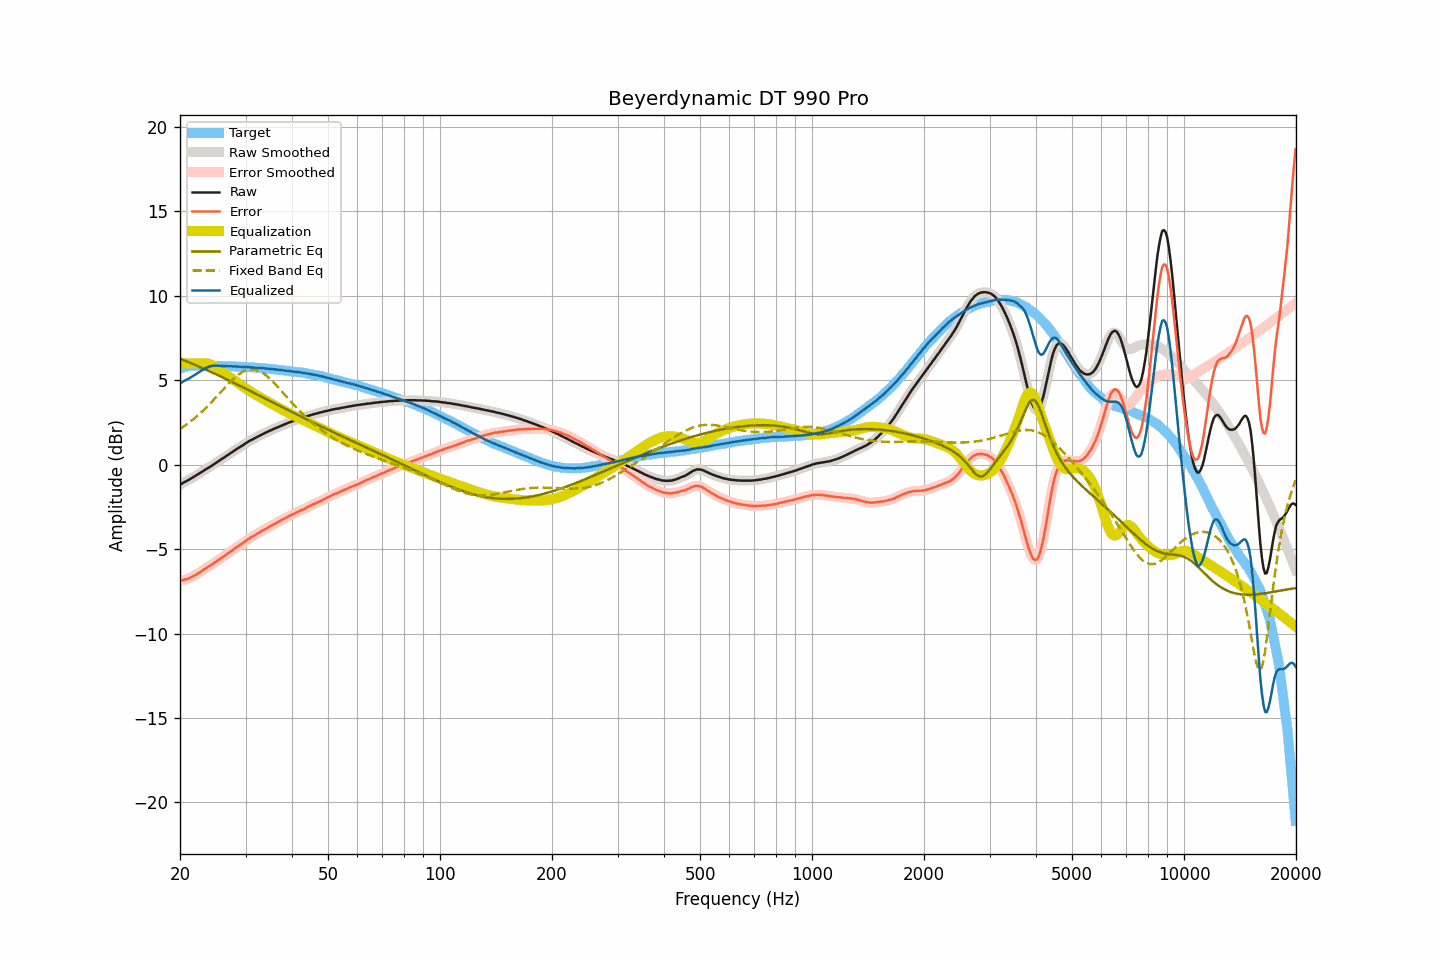 Beyerdynamic DT 990 Pro
Target
Raw Smoothed
Error Smoothed
Raw
Error
Equalization
Parametric Eq
Fixed Band Eq
Equalized
20
15
10
5
0
−5
−10
−15
−20
Amplitude (dBr)
20 50 100 200 500 1000 2000 5000 10000 20000
Frequency (Hz)